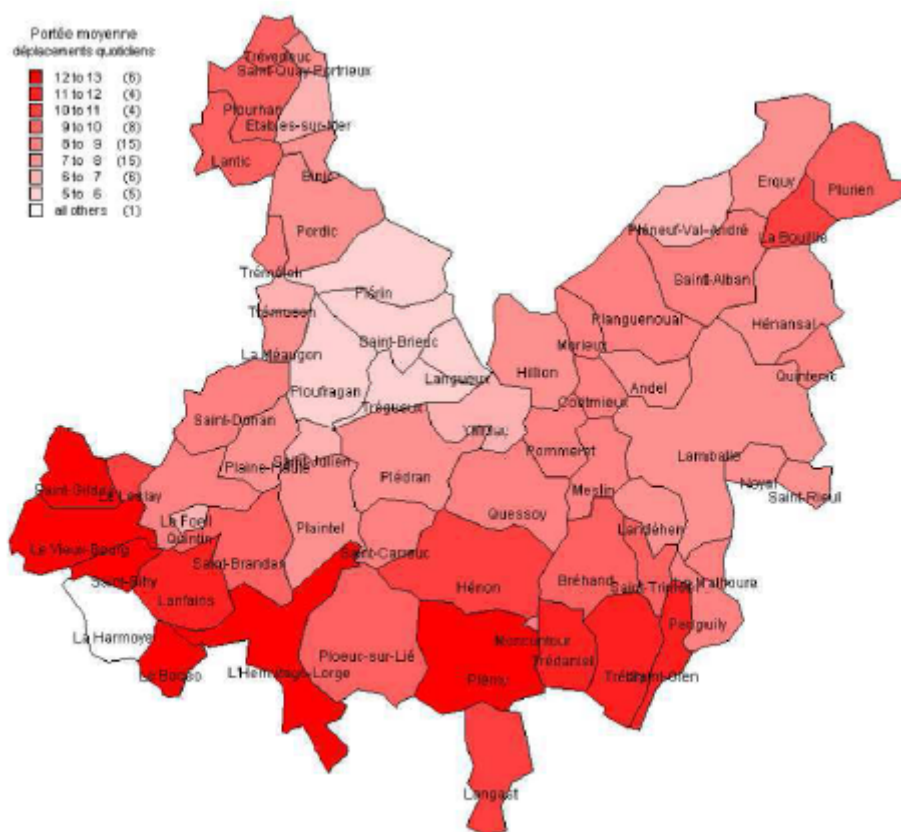 Portée moyenne
déplacements quotidiens
12 to 13 (6)
11 to 12 (4)
10 to 11 (4)
9 to 10 (8)
8 to 9 (15)
7 to 8 (15)
6 to 7 (6)
5 to 6 (5)
all others (1)
Tréveneuc
Saint-Quay-Portrieux
Plourhan
Etables-sur-Mer
Lantic
Binic
Pordic
Trémeloir
Plérin
Trémuson
Saint-Brieuc
La Méaugon
Ploufragan
Langueux
Trégueux
Yffiniac
Erquy
Plurien
Pléneuf-Val-André
La Bouillie
Saint-Alban
Planguenoual
Hénansal
Morieux
Hillion
Andel
Quintenic
Coëtmieux
Saint-Donan
Plaine-Haute
Saint-Julien
Plédran
Pommeret
Lamballe
Noyal
Saint-Rieul
Meslin
Quessoy
Landéhen
Saint-Gildas
Le Leslay
Le Foeil
Quintin
Plaintel
Saint-Carreuc
Le Vieux-Bourg
Saint-Brandan
Saint-Bihy
Lanfains
Hénon
Bréhand
Saint-Trimoël
La Malhoure
Penguily
La Harmoye
Le Bodéo
L'Hermitage-Lorge
Ploeuc-sur-Lié
Moncontour
Trédaniel
Plémy
Trébry
Saint-Glen
Langast